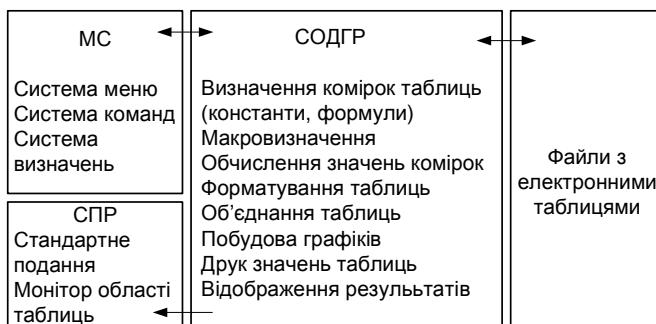 МС
Система меню
Система команд
Система
визначень
СПР
Стандартне
подання
Монітор області
таблиць
СОДГР
Визначення комірок таблиць
(константи, формули)
Макровизначення
Обчислення значень комірок
Форматування таблиць
Об’єднання таблиць
Побудова графіків
Друк значень таблиць
Відображення резулььтатів
Файли з
електронними
таблицями